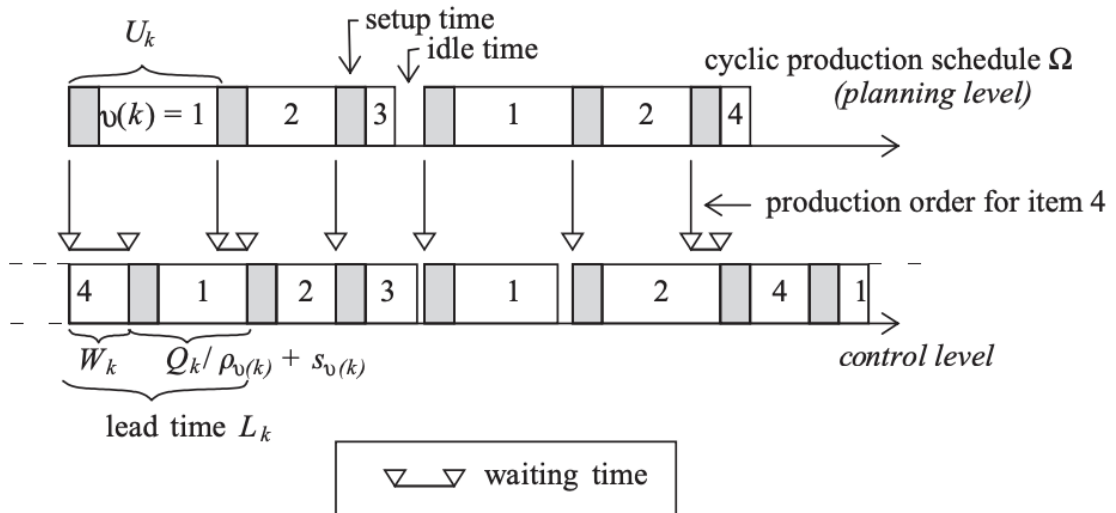 setup time
U_k
idle time
cyclic production schedule Ω
(planning level)
υ(k) = 1 2 3 1 2 4
production order for item 4
4 1 2 3 1 2 4 1
W_k Q_k/ρ_υ(k) + s_υ(k)
control level
lead time L_k
waiting time